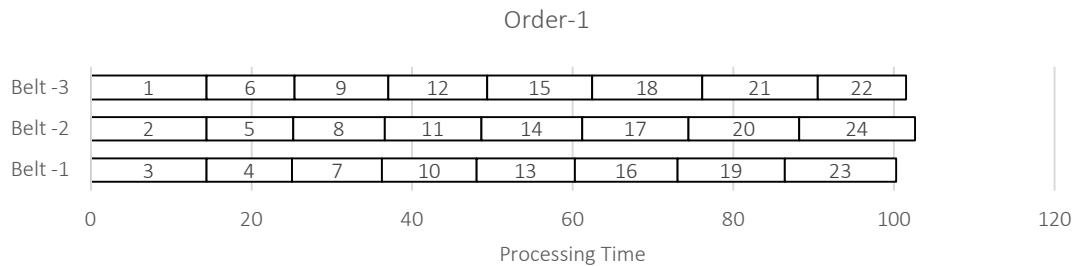 Order-1
Belt -3 1 6 9 12 15 18 21 22
Belt -2 2 5 8 11 14 17 20 24
Belt -1 3 4 7 10 13 16 19 23
0 20 40 60 80 100 120
Processing Time